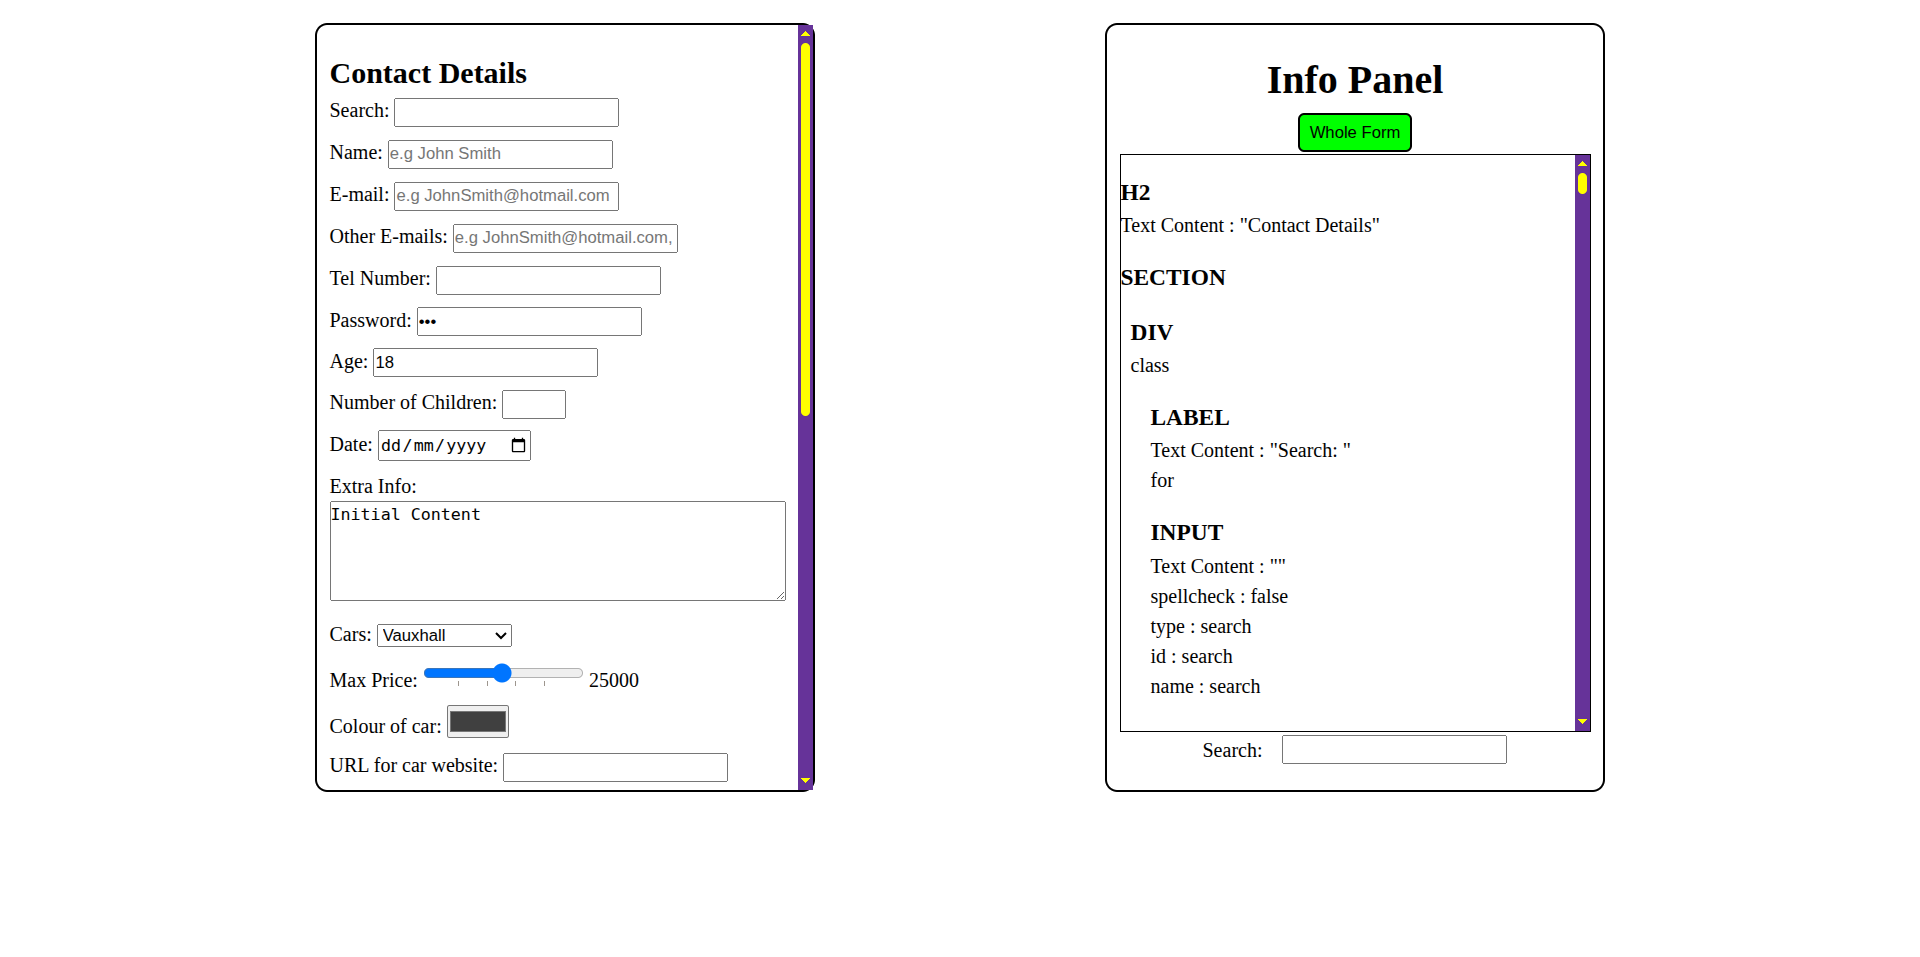 Contact Details
Search:
Name: e.g John Smith
E-mail: e.g JohnSmith@hotmail.com
Other E-mails: e.g JohnSmith@hotmail.com,
Tel Number:
Password: •••
Age: 18
Number of Children:
Date: dd/mm/yyyy
Extra Info:
Initial Content
Cars: Vauxhall
Max Price: 25000
Colour of car:
URL for car website:
Info Panel
Whole Form
H2
Text Content : "Contact Details"
SECTION
DIV
class
LABEL
Text Content : "Search: "
for
INPUT
Text Content : ""
spellcheck : false
type : search
id : search
name : search
Search: